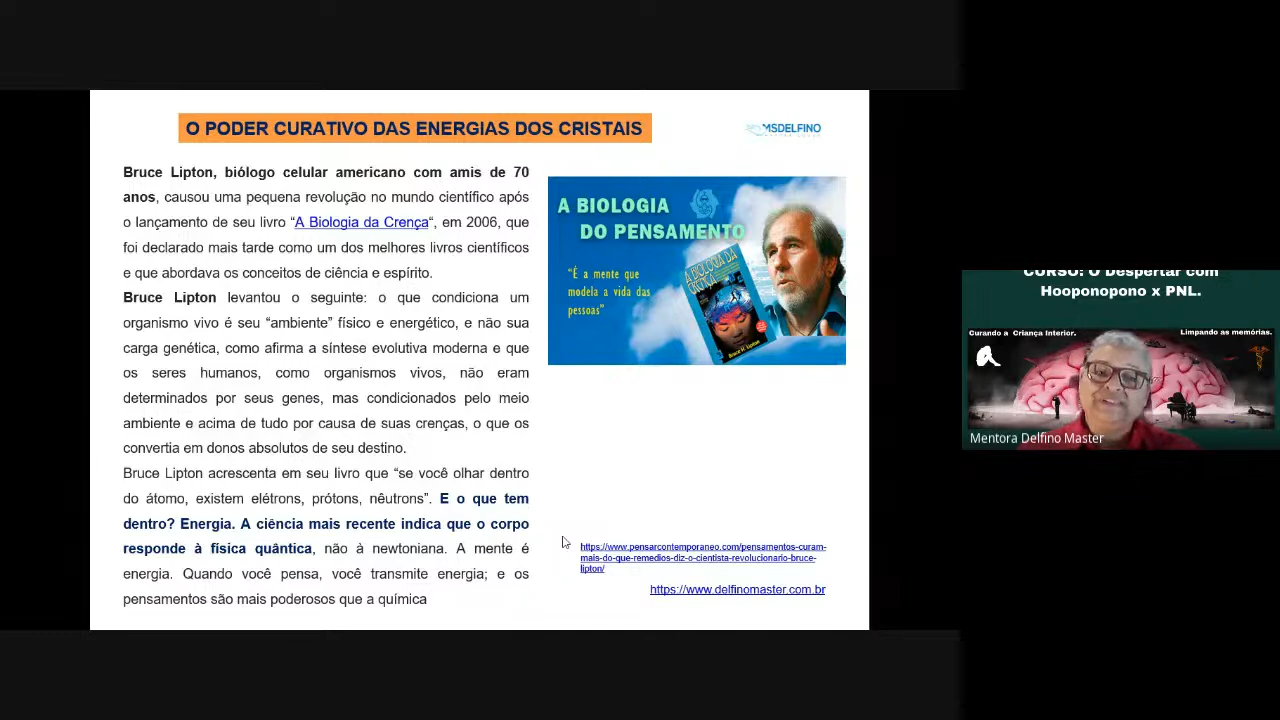 O PODER CURATIVO DAS ENERGIAS DOS CRISTAIS
MSDELFINO
Bruce Lipton, biólogo celular americano com amis de 70
anos, causou uma pequena revolução no mundo científico após
o lançamento de seu livro “A Biologia da Crença“, em 2006, que
foi declarado mais tarde como um dos melhores livros científicos
e que abordava os conceitos de ciência e espírito.
Bruce Lipton levantou o seguinte: o que condiciona um
organismo vivo é seu “ambiente” físico e energético, e não sua
carga genética, como afirma a síntese evolutiva moderna e que
os seres humanos, como organismos vivos, não eram
determinados por seus genes, mas condicionados pelo meio
ambiente e acima de tudo por causa de suas crenças, o que os
convertia em donos absolutos de seu destino.
Bruce Lipton acrescenta em seu livro que “se você olhar dentro
do átomo, existem elétrons, prótons, nêutrons”. E o que tem
dentro? Energia. A ciência mais recente indica que o corpo
responde à física quântica, não à newtoniana. A mente é
energia. Quando você pensa, você transmite energia; e os
pensamentos são mais poderosos que a química
A BIOLOGIA
DO PENSAMENTO
“É a mente que
modela a vida das
pessoas”
A BIOLOGIA DA
CRENÇA
Bruce H. Lipton
https://www.pensarcontemporaneo.com/pensamentos-curam-
mais-do-que-remedios-diz-o-cientista-revolucionario-bruce-
lipton/
https://www.delfinomaster.com.br
CURSO: O Despertar com
Hooponopono x PNL.
Curando a Criança Interior.
Limpando as memórias.
Mentora Delfino Master